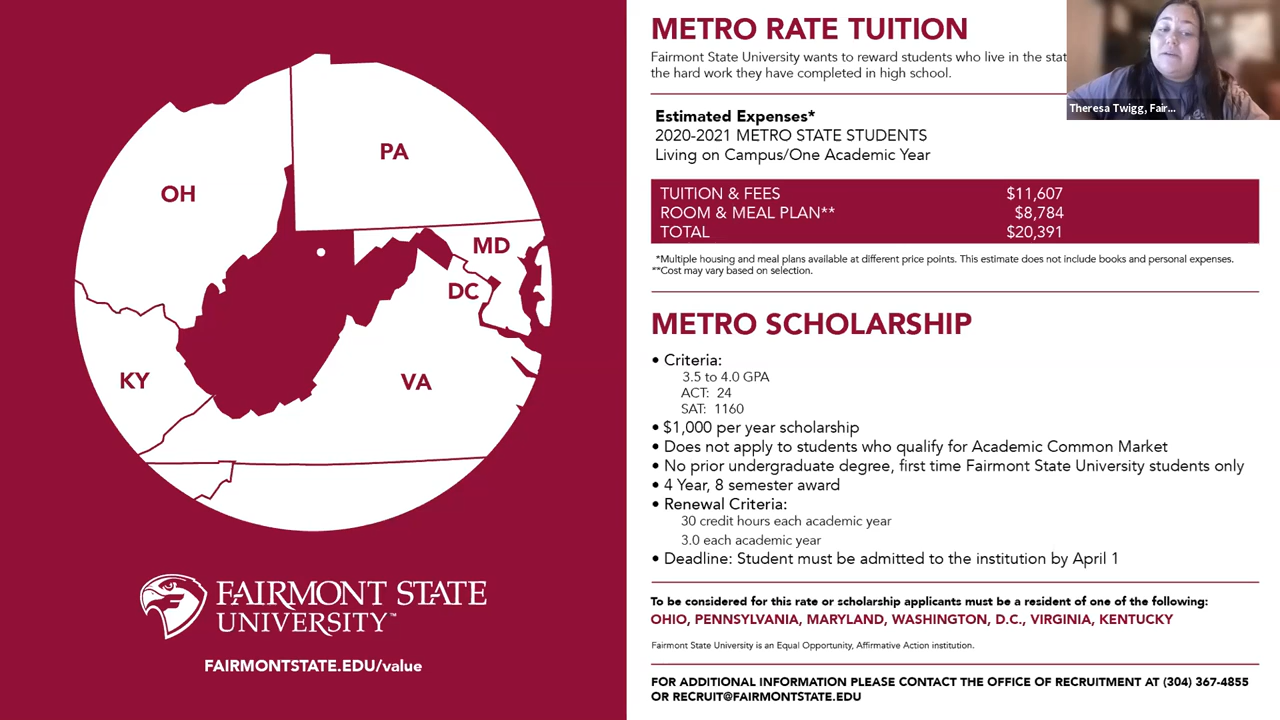 OH
PA
MD
DC
KY
VA
FAIRMONT STATE
UNIVERSITY™
FAIRMONTSTATE.EDU/value
METRO RATE TUITION
Fairmont State University wants to reward students who live in the stat
the hard work they have completed in high school.
Theresa Twigg, Fair...
Estimated Expenses*
2020-2021 METRO STATE STUDENTS
Living on Campus/One Academic Year
TUITION & FEES $11,607
ROOM & MEAL PLAN** $8,784
TOTAL $20,391
*Multiple housing and meal plans available at different price points. This estimate does not include books and personal expenses.
**Cost may vary based on selection.
METRO SCHOLARSHIP
• Criteria:
3.5 to 4.0 GPA
ACT: 24
SAT: 1160
• $1,000 per year scholarship
• Does not apply to students who qualify for Academic Common Market
• No prior undergraduate degree, first time Fairmont State University students only
• 4 Year, 8 semester award
• Renewal Criteria:
30 credit hours each academic year
3.0 each academic year
• Deadline: Student must be admitted to the institution by April 1
To be considered for this rate or scholarship applicants must be a resident of one of the following:
OHIO, PENNSYLVANIA, MARYLAND, WASHINGTON, D.C., VIRGINIA, KENTUCKY
Fairmont State University is an Equal Opportunity, Affirmative Action institution.
FOR ADDITIONAL INFORMATION PLEASE CONTACT THE OFFICE OF RECRUITMENT AT (304) 367-4855
OR RECRUIT@FAIRMONTSTATE.EDU